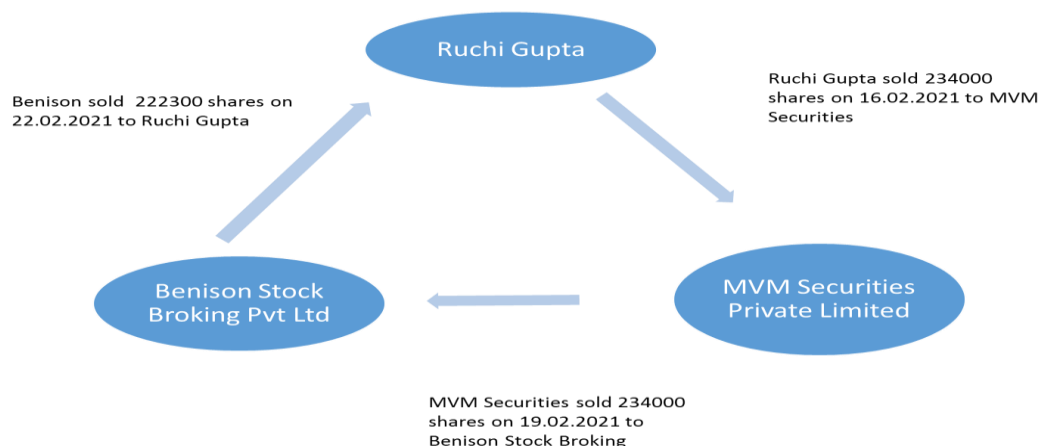 Ruchi Gupta
Benison sold 222300 shares on
22.02.2021 to Ruchi Gupta
Ruchi Gupta sold 234000
shares on 16.02.2021 to MVM
Securities
Benison Stock
Broking Pvt Ltd
MVM Securities
Private Limited
MVM Securities sold 234000
shares on 19.02.2021 to
Benison Stock Broking